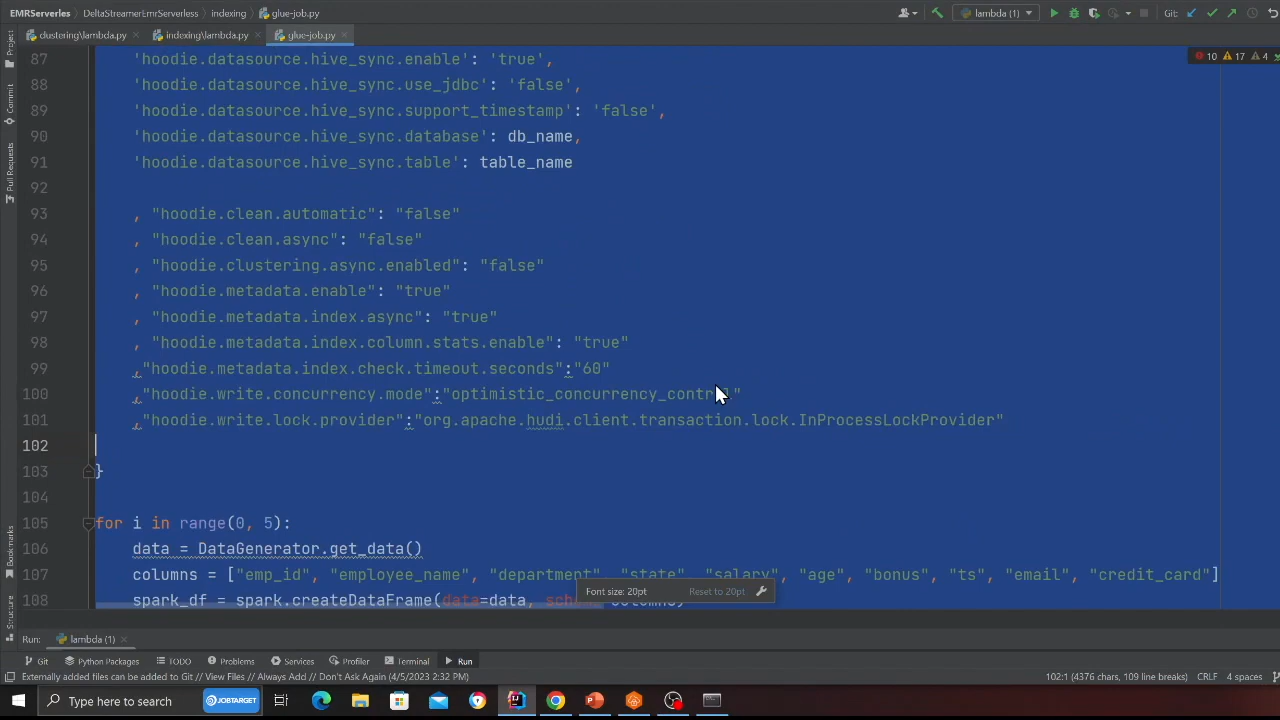 EMRServerles DeltaStreamerEmrServerless indexing glue-job.py lambda (1) Git:
clustering\lambda.py indexing\lambda.py glue-job.py
10 17 4
87 'hoodie.datasource.hive_sync.enable': 'true',
88 'hoodie.datasource.hive_sync.use_jdbc': 'false',
89 'hoodie.datasource.hive_sync.support_timestamp': 'false',
90 'hoodie.datasource.hive_sync.database': db_name,
91 'hoodie.datasource.hive_sync.table': table_name
92
93 , "hoodie.clean.automatic": "false"
94 , "hoodie.clean.async": "false"
95 , "hoodie.clustering.async.enabled": "false"
96 , "hoodie.metadata.enable": "true"
97 , "hoodie.metadata.index.async": "true"
98 , "hoodie.metadata.index.column.stats.enable": "true"
99 ,"hoodie.metadata.index.check.timeout.seconds":"60"
100 ,"hoodie.write.concurrency.mode":"optimistic_concurrency_control"
101 ,"hoodie.write.lock.provider":"org.apache.hudi.client.transaction.lock.InProcessLockProvider"
102
103 }
104
105 for i in range(0, 5):
106 data = DataGenerator.get_data()
107 columns = ["emp_id", "employee_name", "department", "state", "salary", "age", "bonus", "ts", "email", "credit_card"]
108 spark_df = spark.createDataFrame(data=data,
Font size: 20pt Reset to 20pt
Project
Commit
Pull Requests
Bookmarks
Structure
Run: lambda (1)
Git Python Packages TODO Problems Services Profiler Terminal Run
Externally added files can be added to Git // View Files // Always Add // Don't Ask Again (4/5/2023 2:32 PM) 102:1 (4376 chars, 109 line breaks) CRLF 4 spaces
Type here to search JOBTARGET